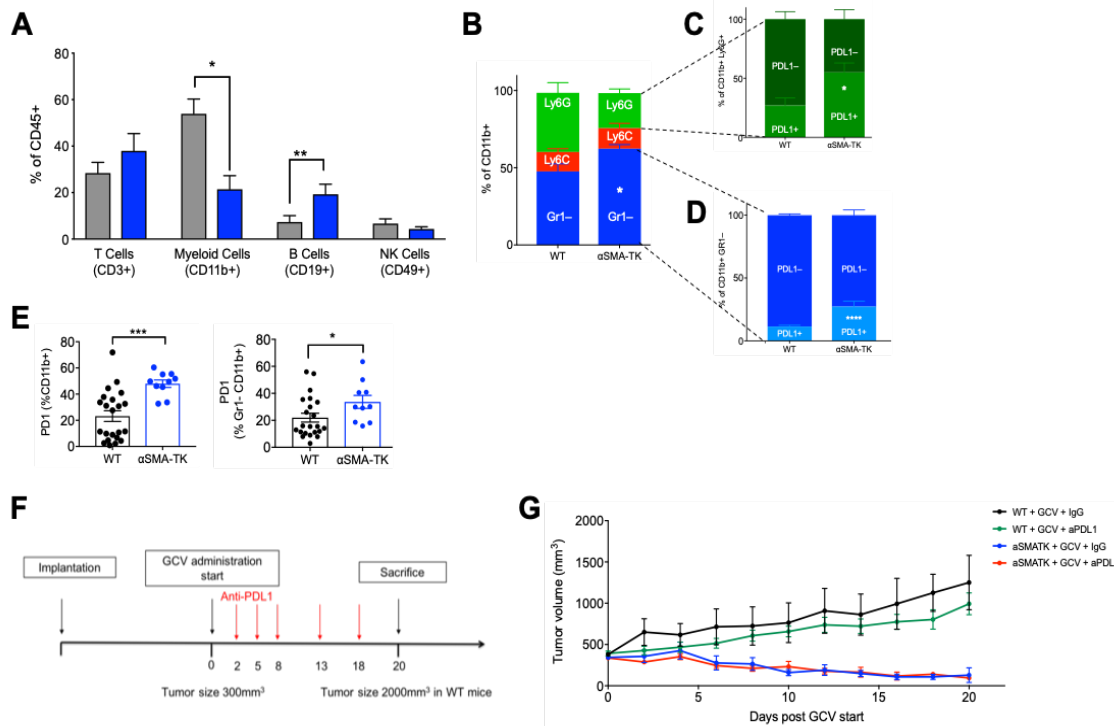 A
% of CD45+
80
60
40
20
0
*
**
T Cells
(CD3+)
Myeloid Cells
(CD11b+)
B Cells
(CD19+)
NK Cells
(CD49+)
B
% of CD11b+
100
50
0
Ly6G
Ly6C
Gr1–
Ly6G
Ly6C
*
Gr1–
WT
αSMA-TK
C
% of CD11b+ Ly6G+
100
50
0
PDL1–
PDL1+
PDL1–
*
PDL1+
WT
αSMA-TK
D
% of CD11b+ GR1–
100
50
0
PDL1–
PDL1+
PDL1–
****
PDL1+
WT
αSMA-TK
E
PD1 (%CD11b+)
80
60
40
20
0
***
WT
αSMA-TK
PD1
(% Gr1- CD11b+)
80
60
40
20
0
*
WT
αSMA-TK
F
Implantation
GCV administration
start
Sacrifice
Anti-PDL1
0
2
5
8
13
18
20
Tumor size 300mm³
Tumor size 2000mm³ in WT mice
G
Tumor volume (mm³)
2000
1500
1000
500
0
0
5
10
15
20
Days post GCV start
WT + GCV + IgG
WT + GCV + aPDL1
aSMATK + GCV + IgG
aSMATK + GCV + aPDL